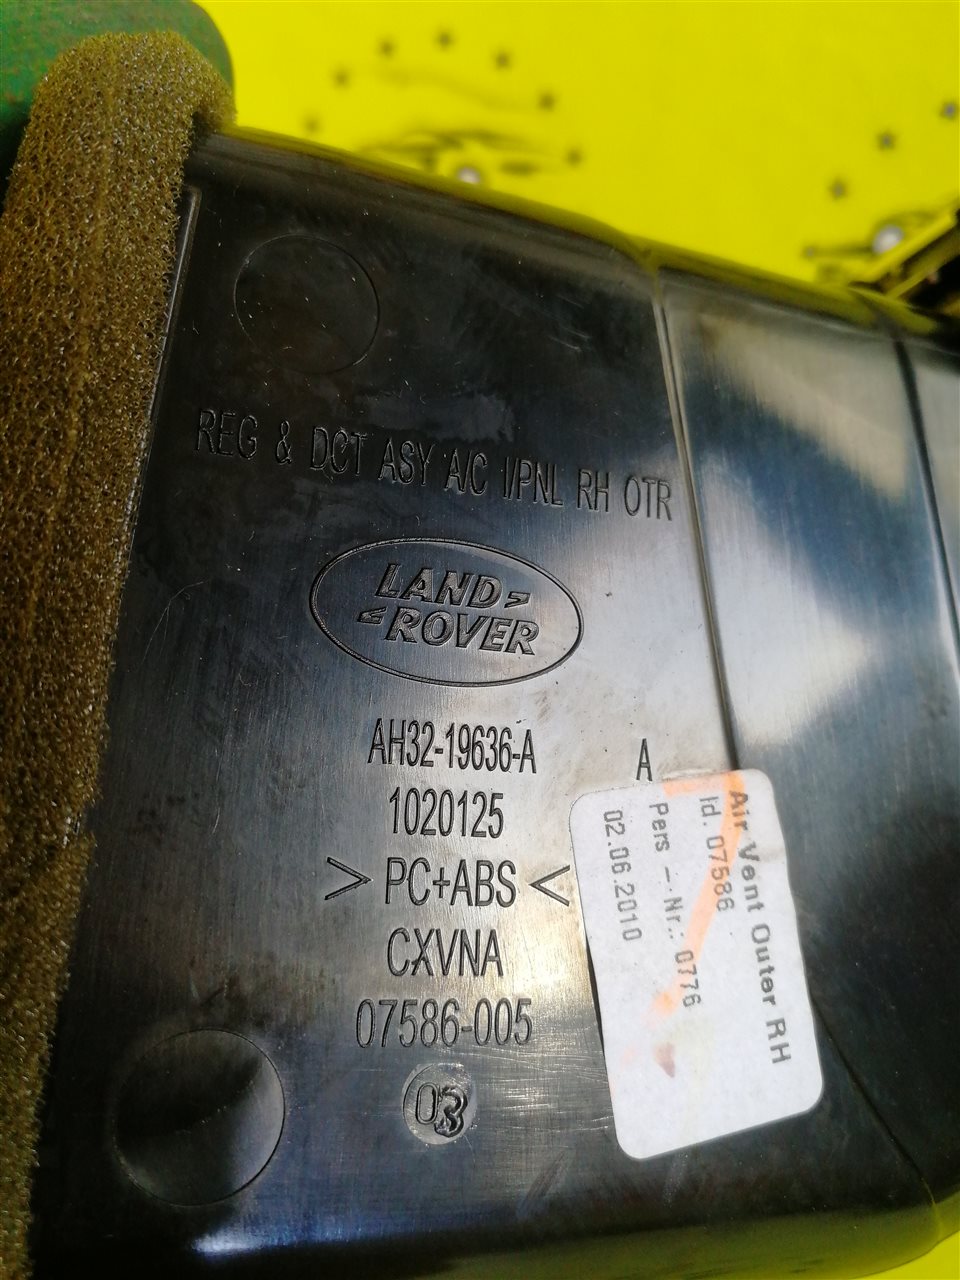 REG & DCT ASY A/C I/PNL RH OTR
LAND
ROVER
AH32-19636-A
A
1020125
> PC+ABS <
CXVNA
07586-005
Air Vent Outer RH
Id. 07586
Pers - Nr.: 0776
02.06.2010